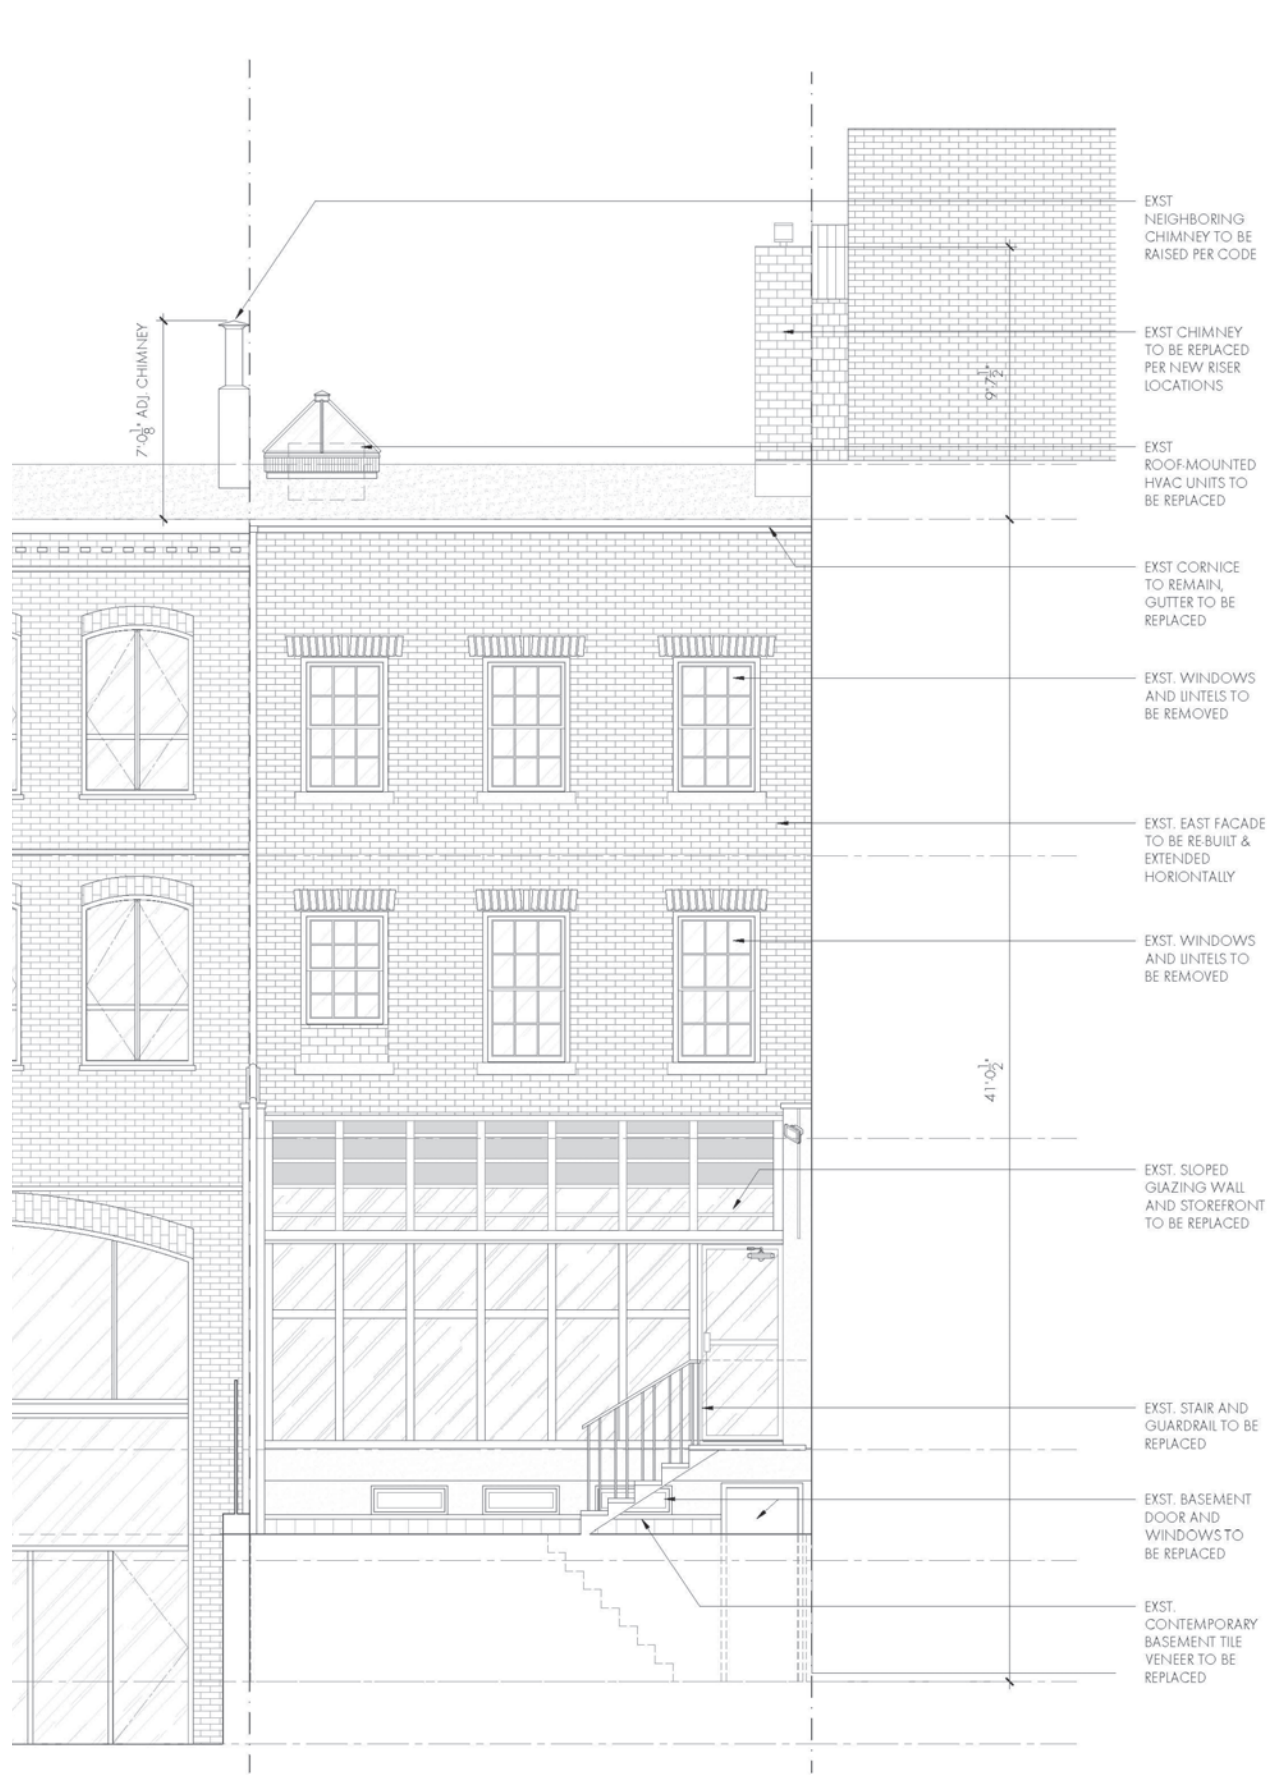 EXST
NEIGHBORING
CHIMNEY TO BE
RAISED PER CODE
7'-0 1/8" ADJ. CHIMNEY
EXST CHIMNEY
TO BE REPLACED
PER NEW RISER
LOCATIONS
9'-7 1/2"
EXST
ROOF-MOUNTED
HVAC UNITS TO
BE REPLACED
EXST CORNICE
TO REMAIN,
GUTTER TO BE
REPLACED
EXST. WINDOWS
AND LINTELS TO
BE REMOVED
EXST. EAST FACADE
TO BE RE-BUILT &
EXTENDED
HORIONTALLY
EXST. WINDOWS
AND LINTELS TO
BE REMOVED
41'-0 1/2"
EXST. SLOPED
GLAZING WALL
AND STOREFRONT
TO BE REPLACED
EXST. STAIR AND
GUARDRAIL TO BE
REPLACED
EXST. BASEMENT
DOOR AND
WINDOWS TO
BE REPLACED
EXST.
CONTEMPORARY
BASEMENT TILE
VENEER TO BE
REPLACED